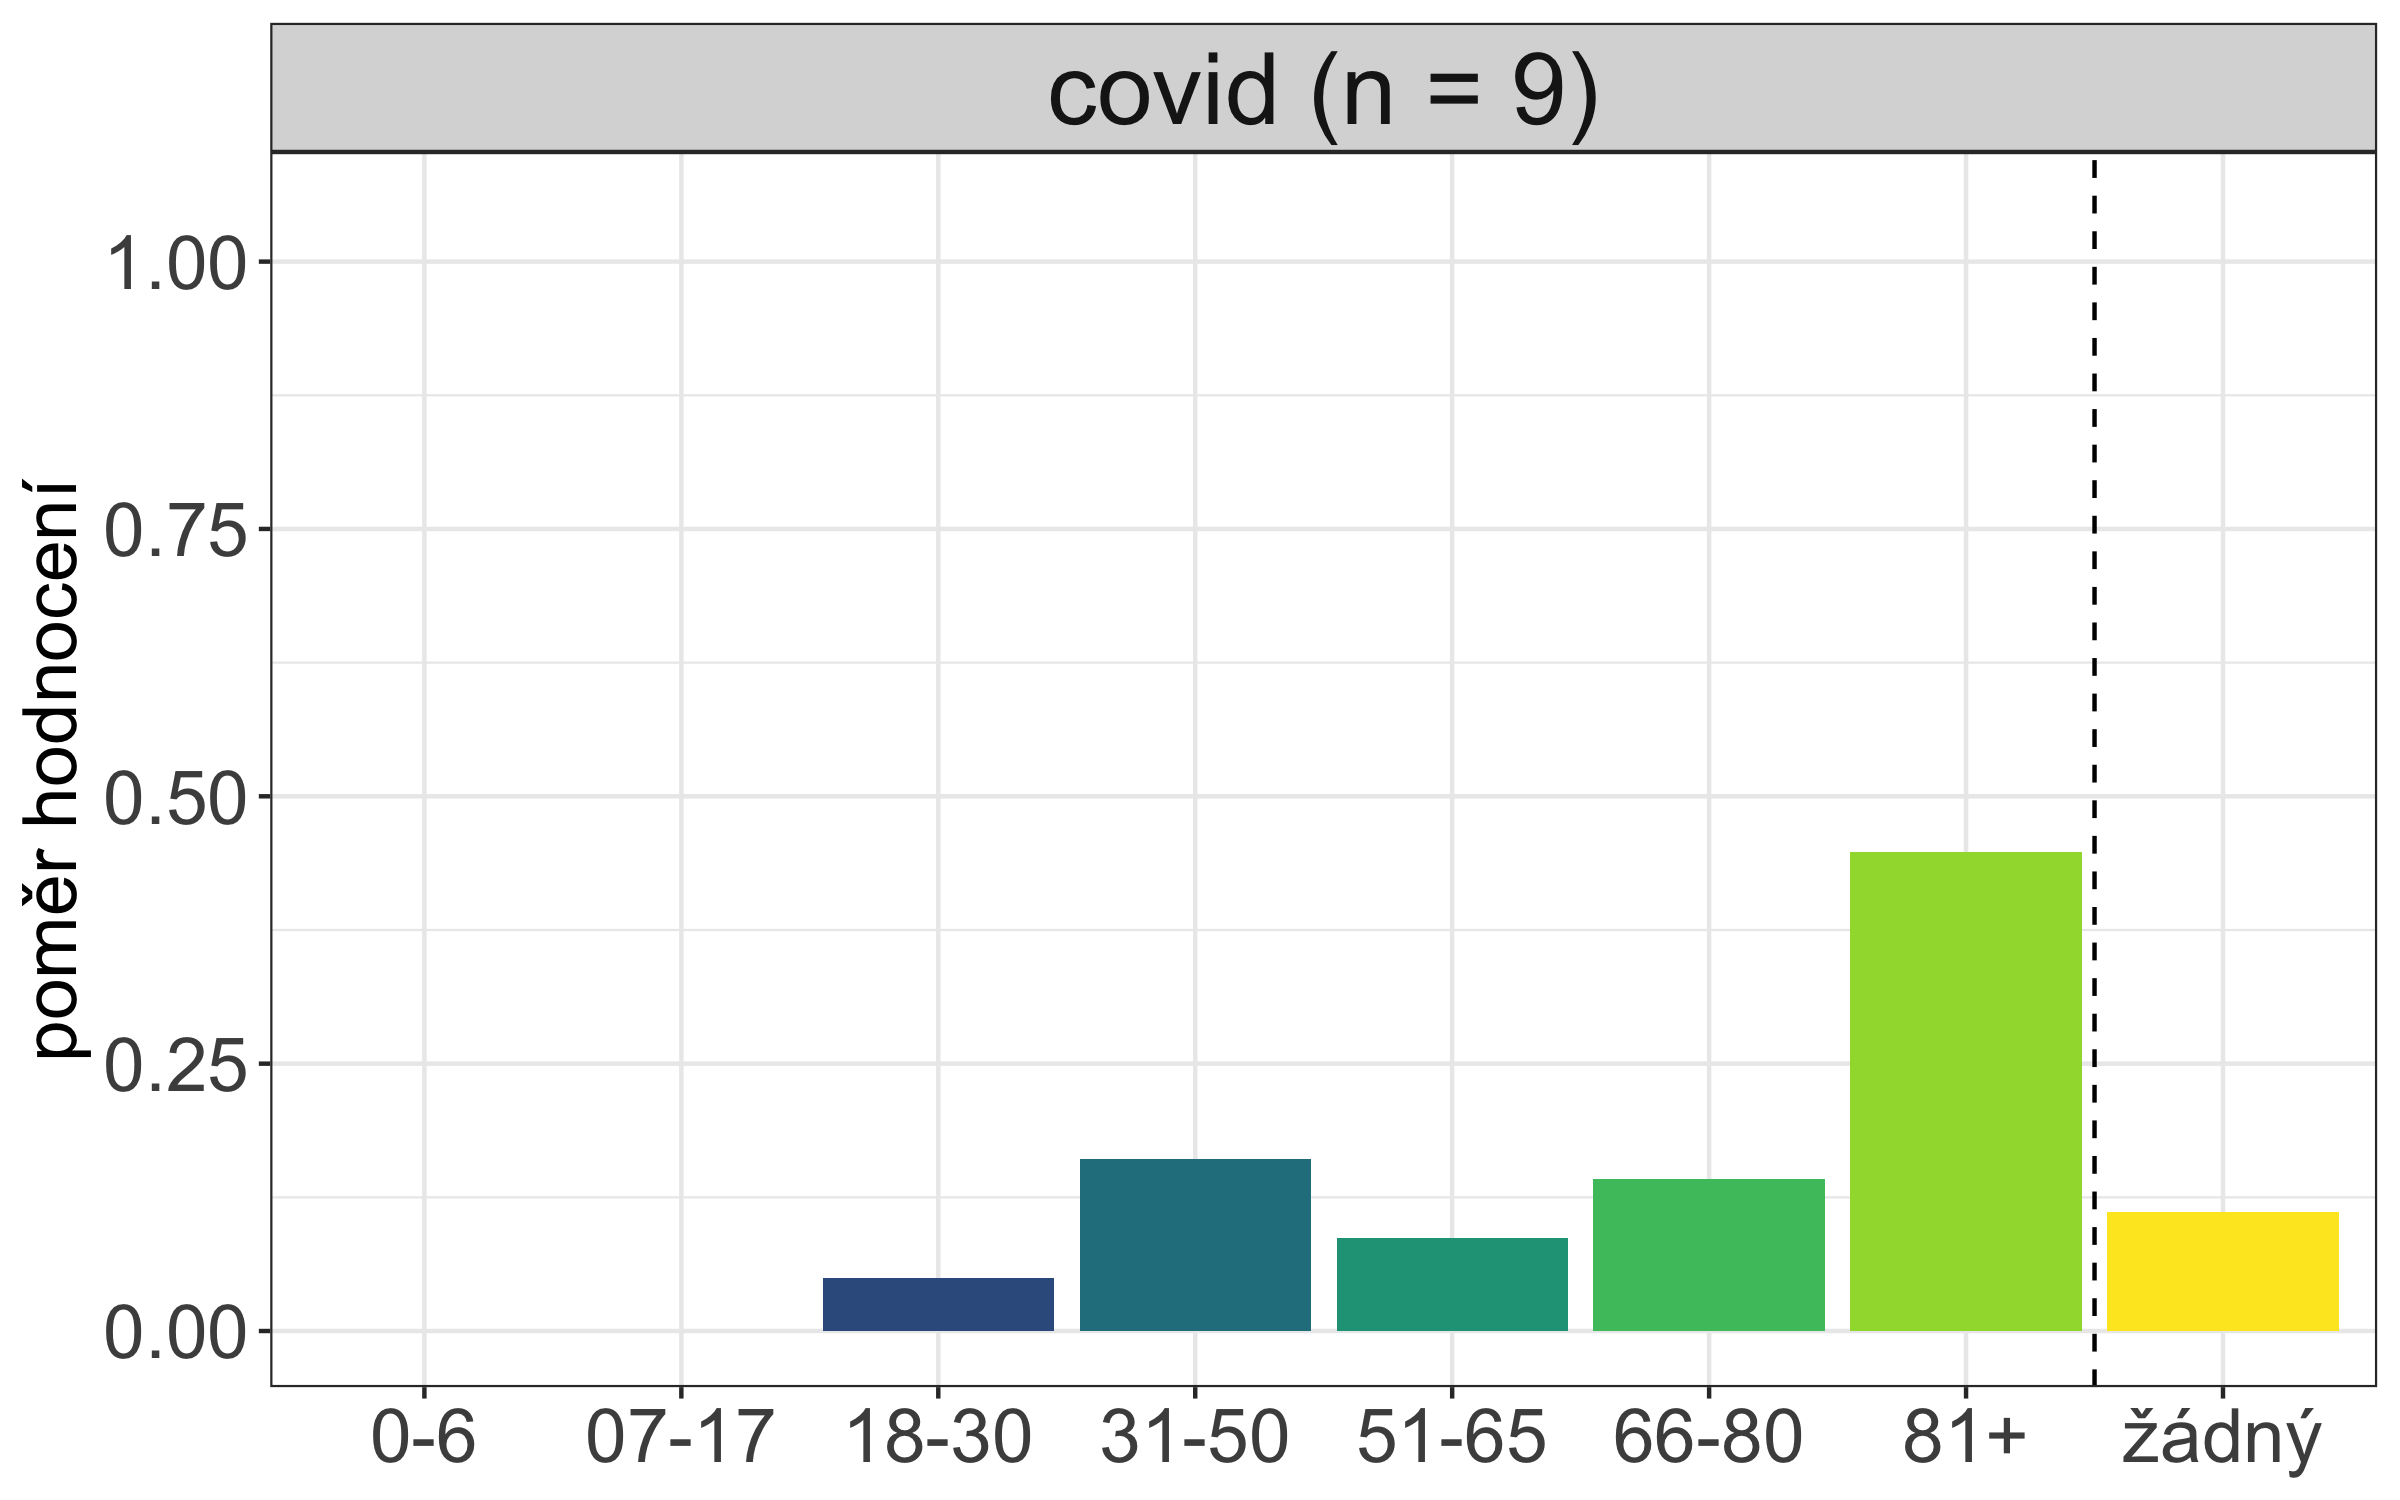 covid (n = 9)
poměr hodnocení
1.00
0.75
0.50
0.25
0.00
0-6 07-17 18-30 31-50 51-65 66-80 81+ žádný